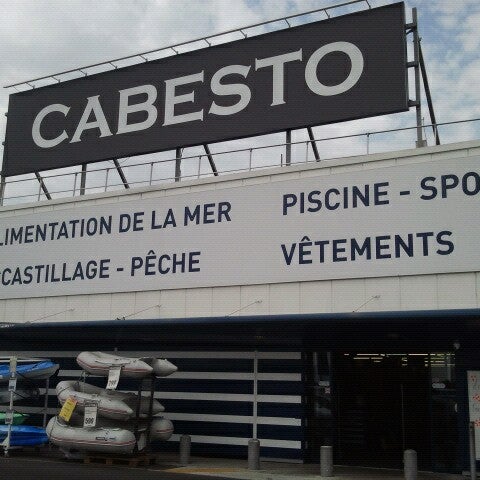 CABESTO
LIMENTATION DE LA MER
PISCINE - SPO
CASTILLAGE - PÊCHE
VÊTEMENTS